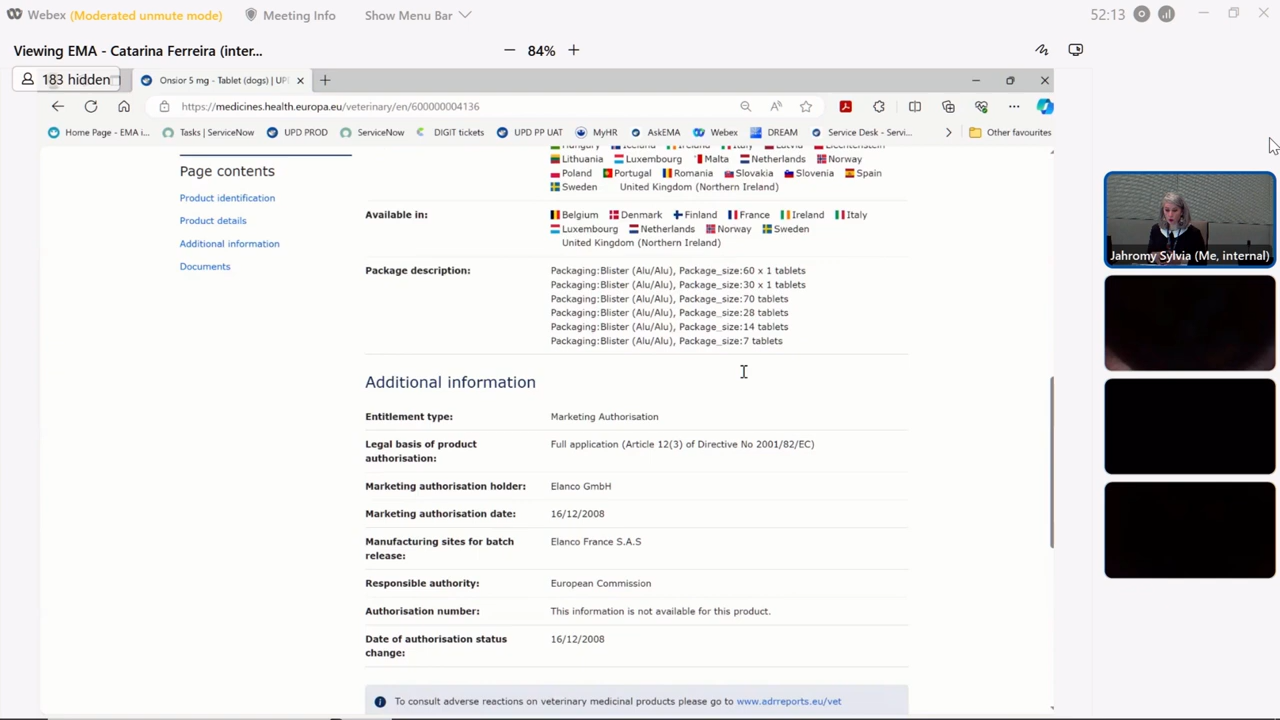 Webex (Moderated unmute mode) Meeting Info Show Menu Bar 52:13
Viewing EMA - Catarina Ferreira (inter... 84%
183 hidden Onsior 5 mg - Tablet (dogs) | UPI
https://medicines.health.europa.eu/veterinary/en/600000004136
Home Page - EMA i... Tasks | ServiceNow UPD PROD ServiceNow DIGIT tickets UPD PP UAT MyHR AskEMA Webex DREAM Service Desk - Servi... Other favourites
Hungary Iceland Ireland Italy Latvia Liechtenstein
Page contents
Product identification
Product details
Additional information
Documents
Lithuania Luxembourg Malta Netherlands Norway
Poland Portugal Romania Slovakia Slovenia Spain
Sweden United Kingdom (Northern Ireland)
Available in: Belgium Denmark Finland France Ireland Italy
Luxembourg Netherlands Norway Sweden
United Kingdom (Northern Ireland)
Package description: Packaging:Blister (Alu/Alu), Package_size:60 x 1 tablets
Packaging:Blister (Alu/Alu), Package_size:30 x 1 tablets
Packaging:Blister (Alu/Alu), Package_size:70 tablets
Packaging:Blister (Alu/Alu), Package_size:28 tablets
Packaging:Blister (Alu/Alu), Package_size:14 tablets
Packaging:Blister (Alu/Alu), Package_size:7 tablets
Additional information
Entitlement type: Marketing Authorisation
Legal basis of product Full application (Article 12(3) of Directive No 2001/82/EC)
authorisation:
Marketing authorisation holder: Elanco GmbH
Marketing authorisation date: 16/12/2008
Manufacturing sites for batch Elanco France S.A.S
release:
Responsible authority: European Commission
Authorisation number: This information is not available for this product.
Date of authorisation status 16/12/2008
change:
To consult adverse reactions on veterinary medicinal products please go to www.adrreports.eu/vet
Jahromy Sylvia (Me, internal)